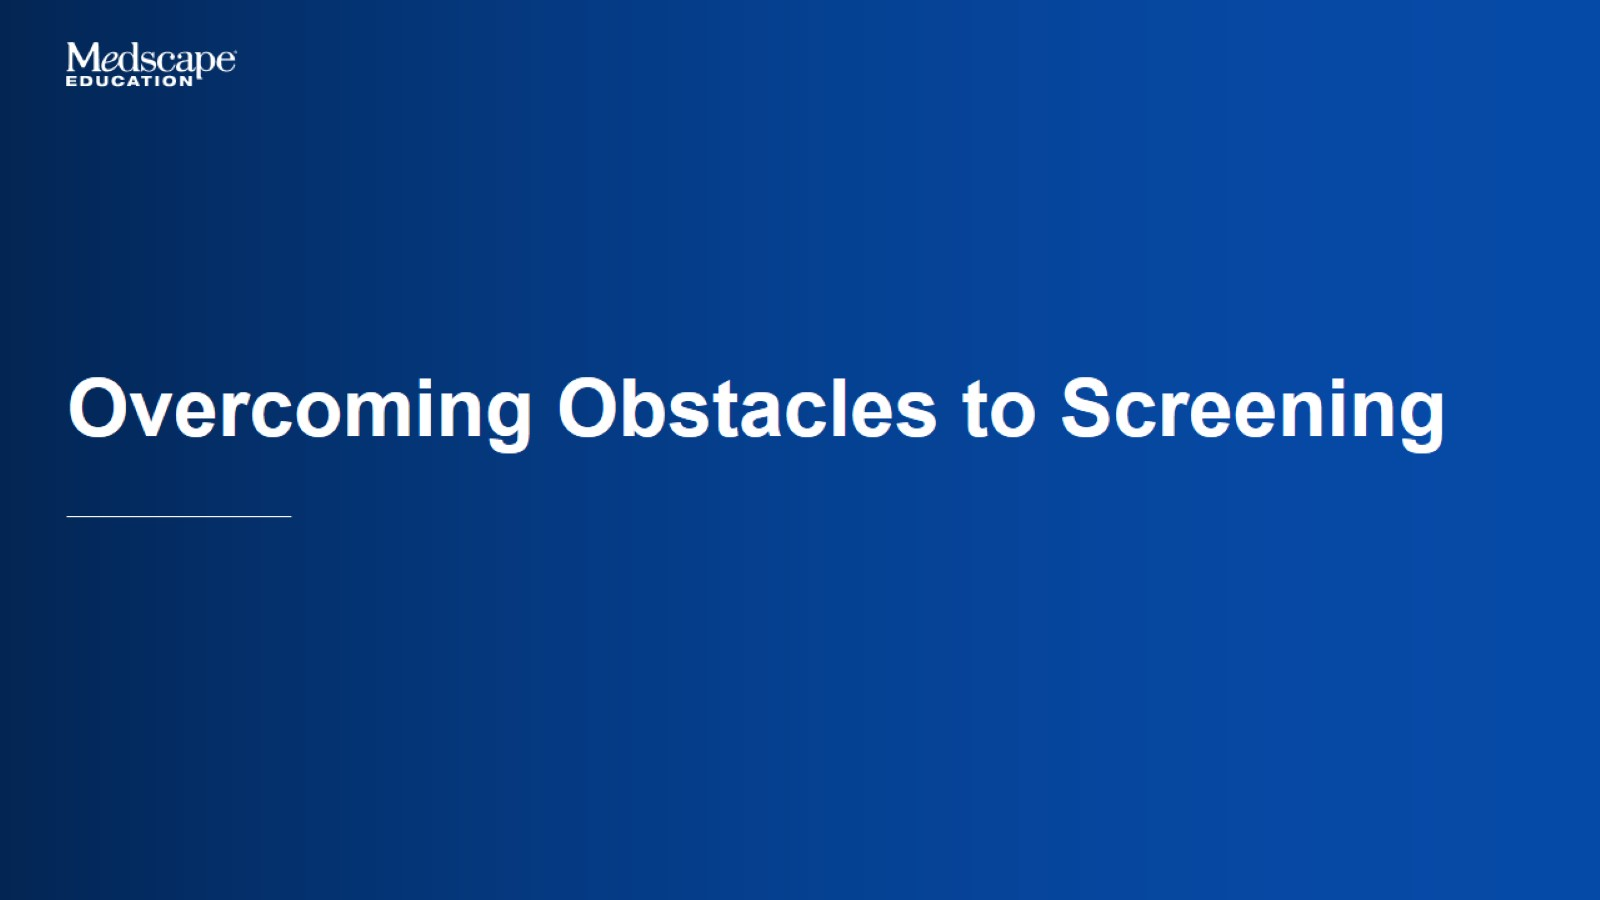 Medscape
EDUCATION
Overcoming Obstacles to Screening